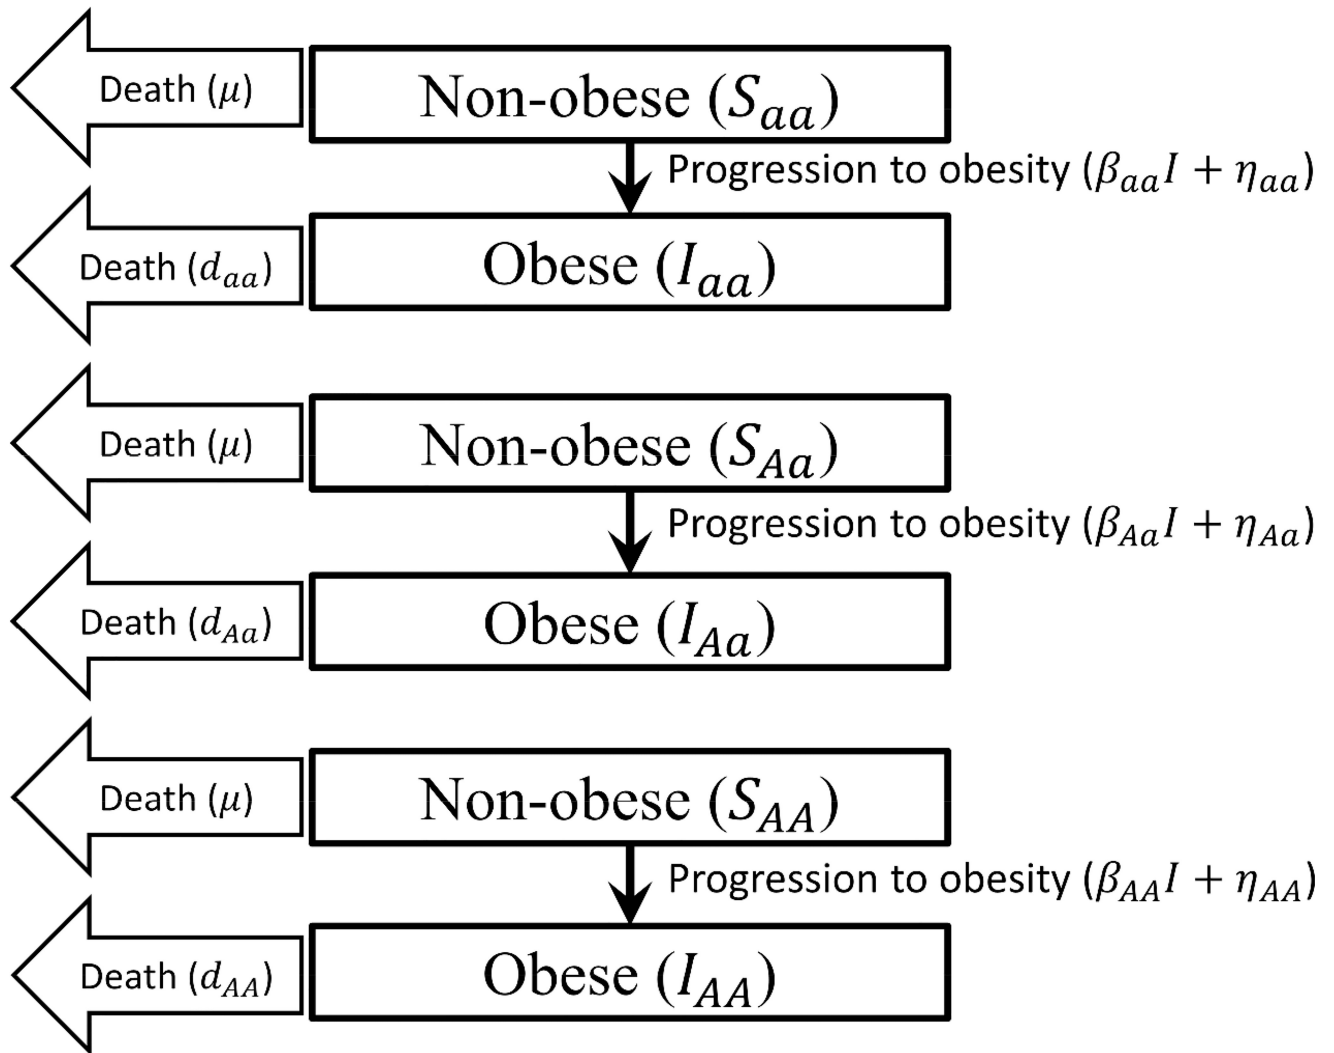 Death (μ)
Non-obese (S_aa)
Progression to obesity (β_aa I + η_aa)
Death (d_aa)
Obese (I_aa)
Death (μ)
Non-obese (S_Aa)
Progression to obesity (β_Aa I + η_Aa)
Death (d_Aa)
Obese (I_Aa)
Death (μ)
Non-obese (S_AA)
Progression to obesity (β_AA I + η_AA)
Death (d_AA)
Obese (I_AA)